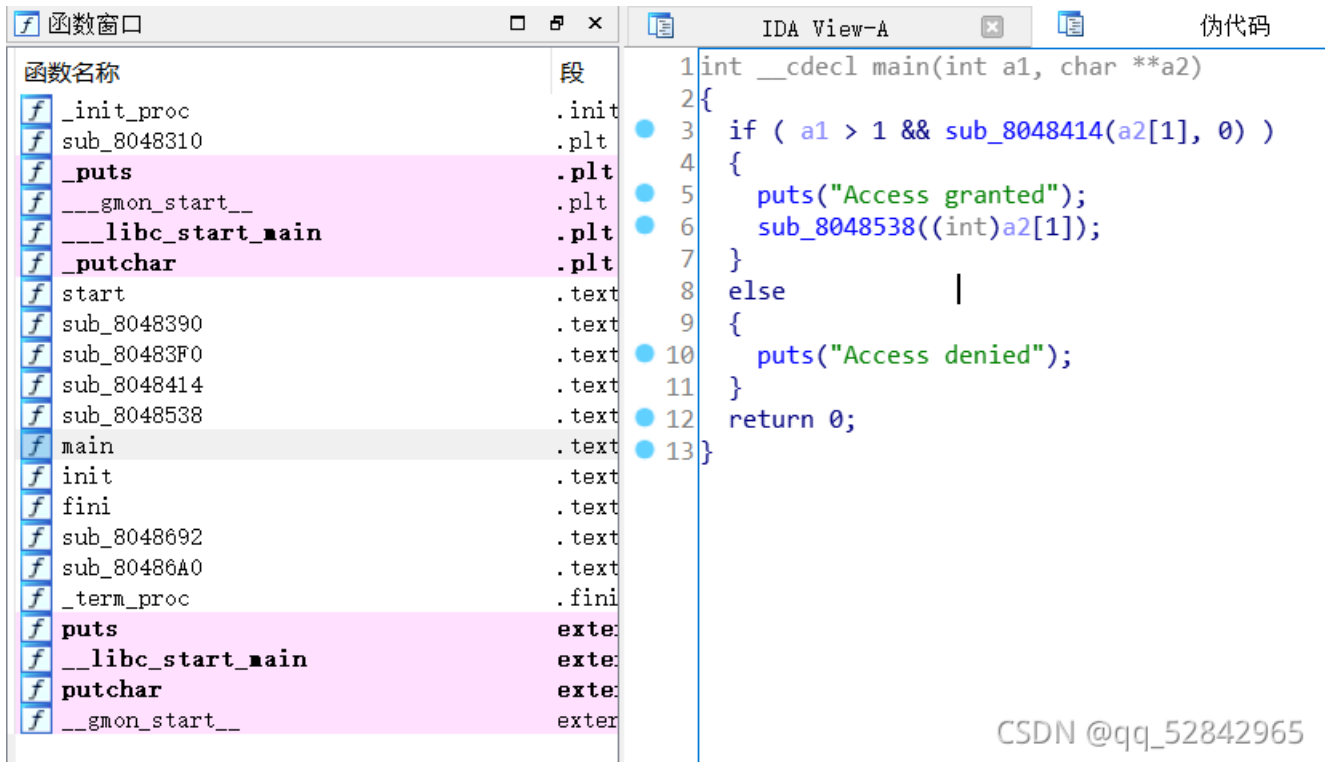 函数窗口
函数名称 段
_init_proc .init
sub_8048310 .plt
_puts .plt
___gmon_start__ .plt
___libc_start_main .plt
_putchar .plt
start .text
sub_8048390 .text
sub_80483F0 .text
sub_8048414 .text
sub_8048538 .text
main .text
init .text
fini .text
sub_8048692 .text
sub_80486A0 .text
_term_proc .fini
puts exter
__libc_start_main exter
putchar exter
__gmon_start__ exter
IDA View-A 伪代码
1 int __cdecl main(int a1, char **a2)
2 {
3 if ( a1 > 1 && sub_8048414(a2[1], 0) )
4 {
5 puts("Access granted");
6 sub_8048538((int)a2[1]);
7 }
8 else
9 {
10 puts("Access denied");
11 }
12 return 0;
13 }
CSDN @qq_52842965